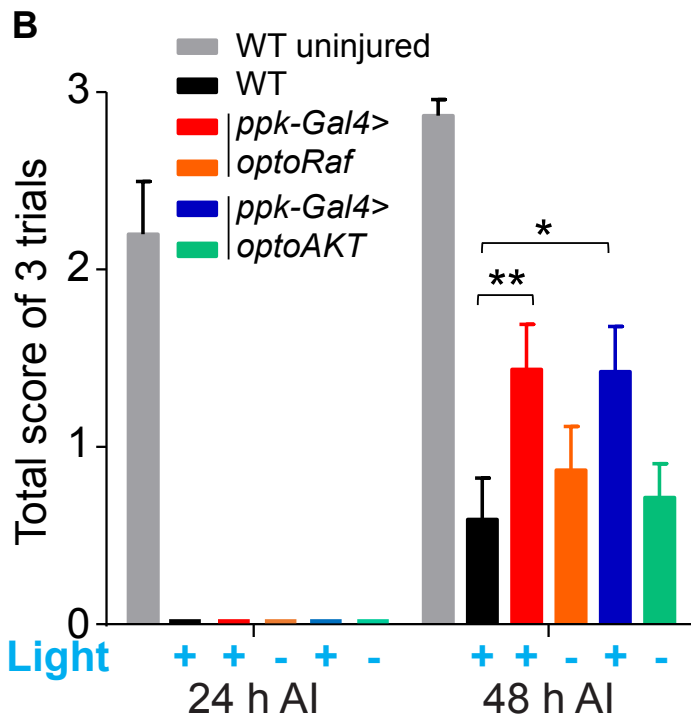 B
WT uninjured
WT
ppk-Gal4>
optoRaf
ppk-Gal4>
optoAKT
Total score of 3 trials
3
2
1
0
*
**
Light + + - + - + + - + -
24 h AI 48 h AI